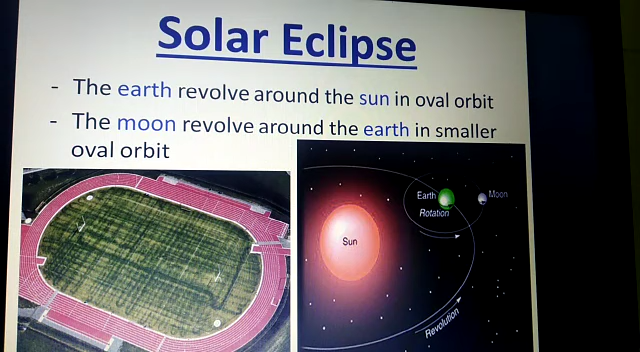 Solar Eclipse
- The earth revolve around the sun in oval orbit
- The moon revolve around the earth in smaller
oval orbit
Earth
Moon
Rotation
Sun
Revolution